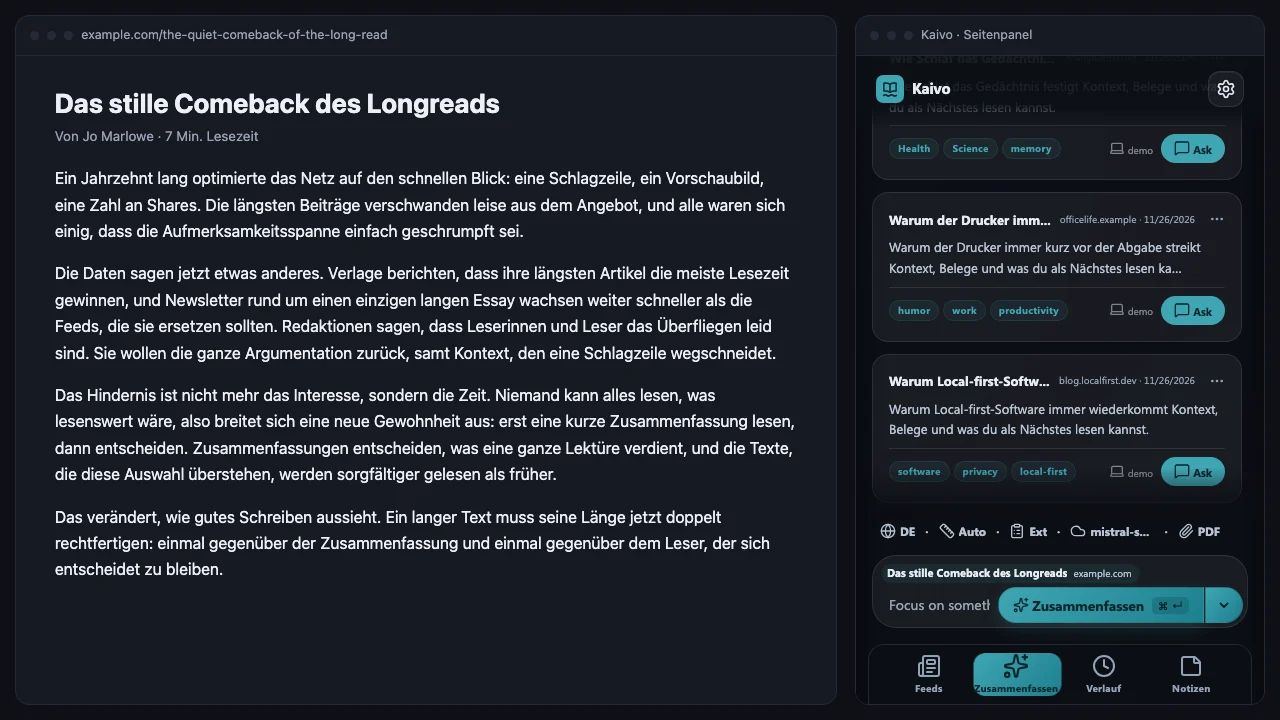 example.com/the-quiet-comeback-of-the-long-read
Das stille Comeback des Longreads
Von Jo Marlowe · 7 Min. Lesezeit
Ein Jahrzehnt lang optimierte das Netz auf den schnellen Blick: eine Schlagzeile, ein Vorschaubild,
eine Zahl an Shares. Die längsten Beiträge verschwanden leise aus dem Angebot, und alle waren sich
einig, dass die Aufmerksamkeitsspanne einfach geschrumpft sei.
Die Daten sagen jetzt etwas anderes. Verlage berichten, dass ihre längsten Artikel die meiste Lesezeit
gewinnen, und Newsletter rund um einen einzigen langen Essay wachsen weiter schneller als die
Feeds, die sie ersetzen sollten. Redaktionen sagen, dass Leserinnen und Leser das Überfliegen leid
sind. Sie wollen die ganze Argumentation zurück, samt Kontext, den eine Schlagzeile wegschneidet.
Das Hindernis ist nicht mehr das Interesse, sondern die Zeit. Niemand kann alles lesen, was
lesenswert wäre, also breitet sich eine neue Gewohnheit aus: erst eine kurze Zusammenfassung lesen,
dann entscheiden. Zusammenfassungen entscheiden, was eine ganze Lektüre verdient, und die Texte,
die diese Auswahl überstehen, werden sorgfältiger gelesen als früher.
Das verändert, wie gutes Schreiben aussieht. Ein langer Text muss seine Länge jetzt doppelt
rechtfertigen: einmal gegenüber der Zusammenfassung und einmal gegenüber dem Leser, der sich
entscheidet zu bleiben.
Kaivo · Seitenpanel
Wie Schlaf das Gedächtni...
Kaivo
das Gedächtnis festigt Kontext, Belege und
du als Nächstes lesen kannst.
Health Science memory demo Ask
Warum der Drucker imm... officelife.example · 11/26/2026 ...
Warum der Drucker immer kurz vor der Abgabe streikt
Kontext, Belege und was du als Nächstes lesen ka...
humor work productivity demo Ask
Warum Local-first-Softw... blog.localfirst.dev · 11/26/2026 ...
Warum Local-first-Software immer wiederkommt Kontext,
Belege und was du als Nächstes lesen kannst.
software privacy local-first demo Ask
DE · Auto · Ext · mistral-s... · PDF
Das stille Comeback des Longreads example.com
Focus on someth Zusammenfassen ⌘ ↵
Feeds Zusammenfassen Verlauf Notizen